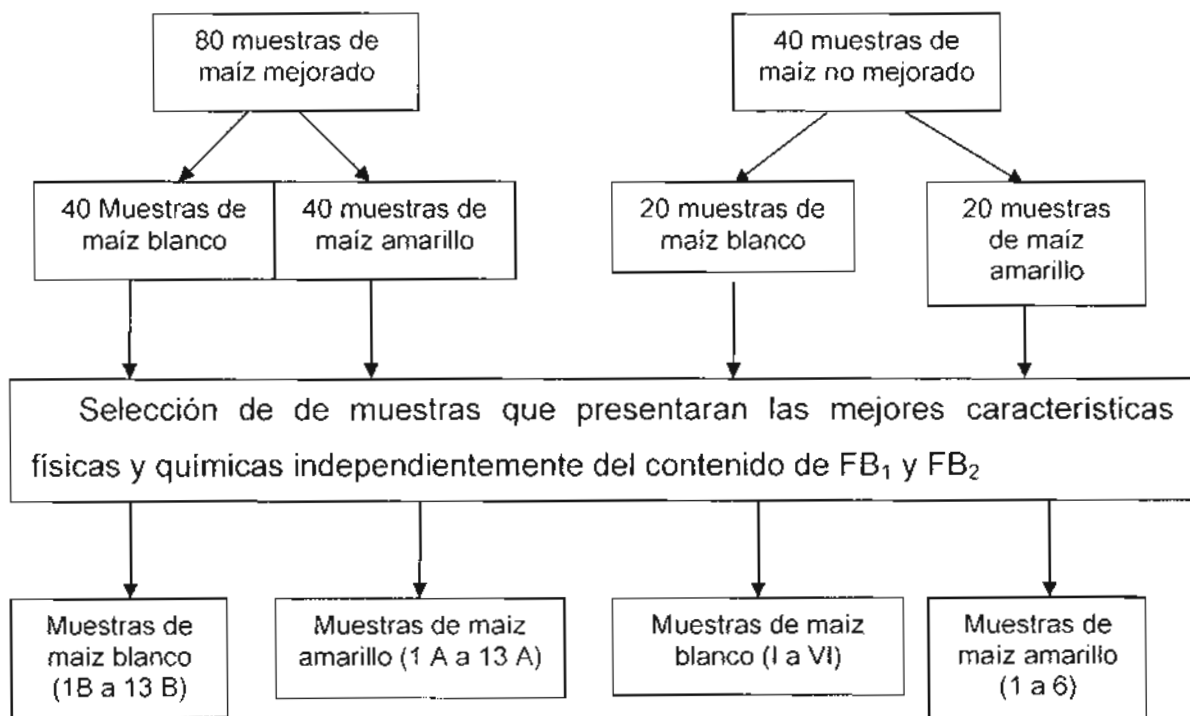 80 muestras de
maíz mejorado
40 muestras de
maíz no mejorado
40 Muestras de
maíz blanco
40 muestras de
maíz amarillo
20 muestras de
maíz blanco
20 muestras
de maíz
amarillo
Selección de de muestras que presentaran las mejores características
físicas y químicas independientemente del contenido de FB₁ y FB₂
Muestras de
maiz blanco
(1B a 13 B)
Muestras de maiz
amarillo (1 A a 13 A)
Muestras de maiz
blanco (I a VI)
Muestras de
maiz amarillo
(1 a 6)